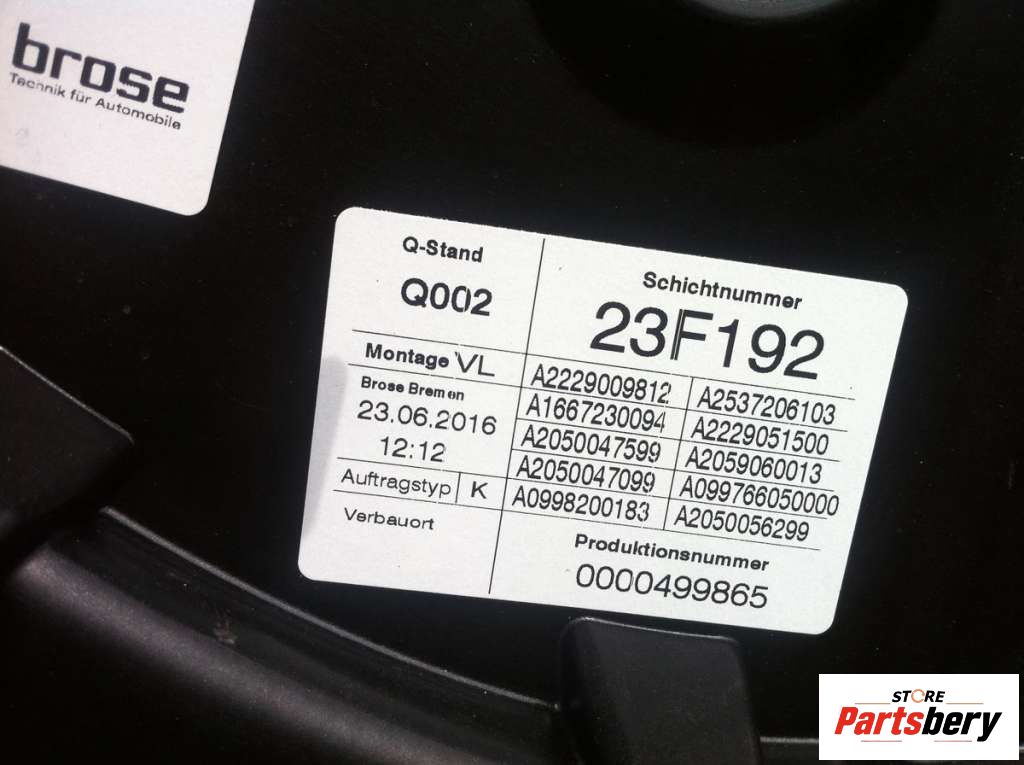 brose
Technik für Automobile
Q-Stand
Q002
Schichtnummer
23F192
Montage VL
Brose Bremen
23.06.2016
12:12
Auftragstyp K
Verbauort
A2229009812 A2537206103
A1667230094 A2229051500
A2050047599 A2059060013
A2050047099 A099766050000
A0998200183 A2050056299
Produktionsnummer
0000499865
STORE
Partsbery